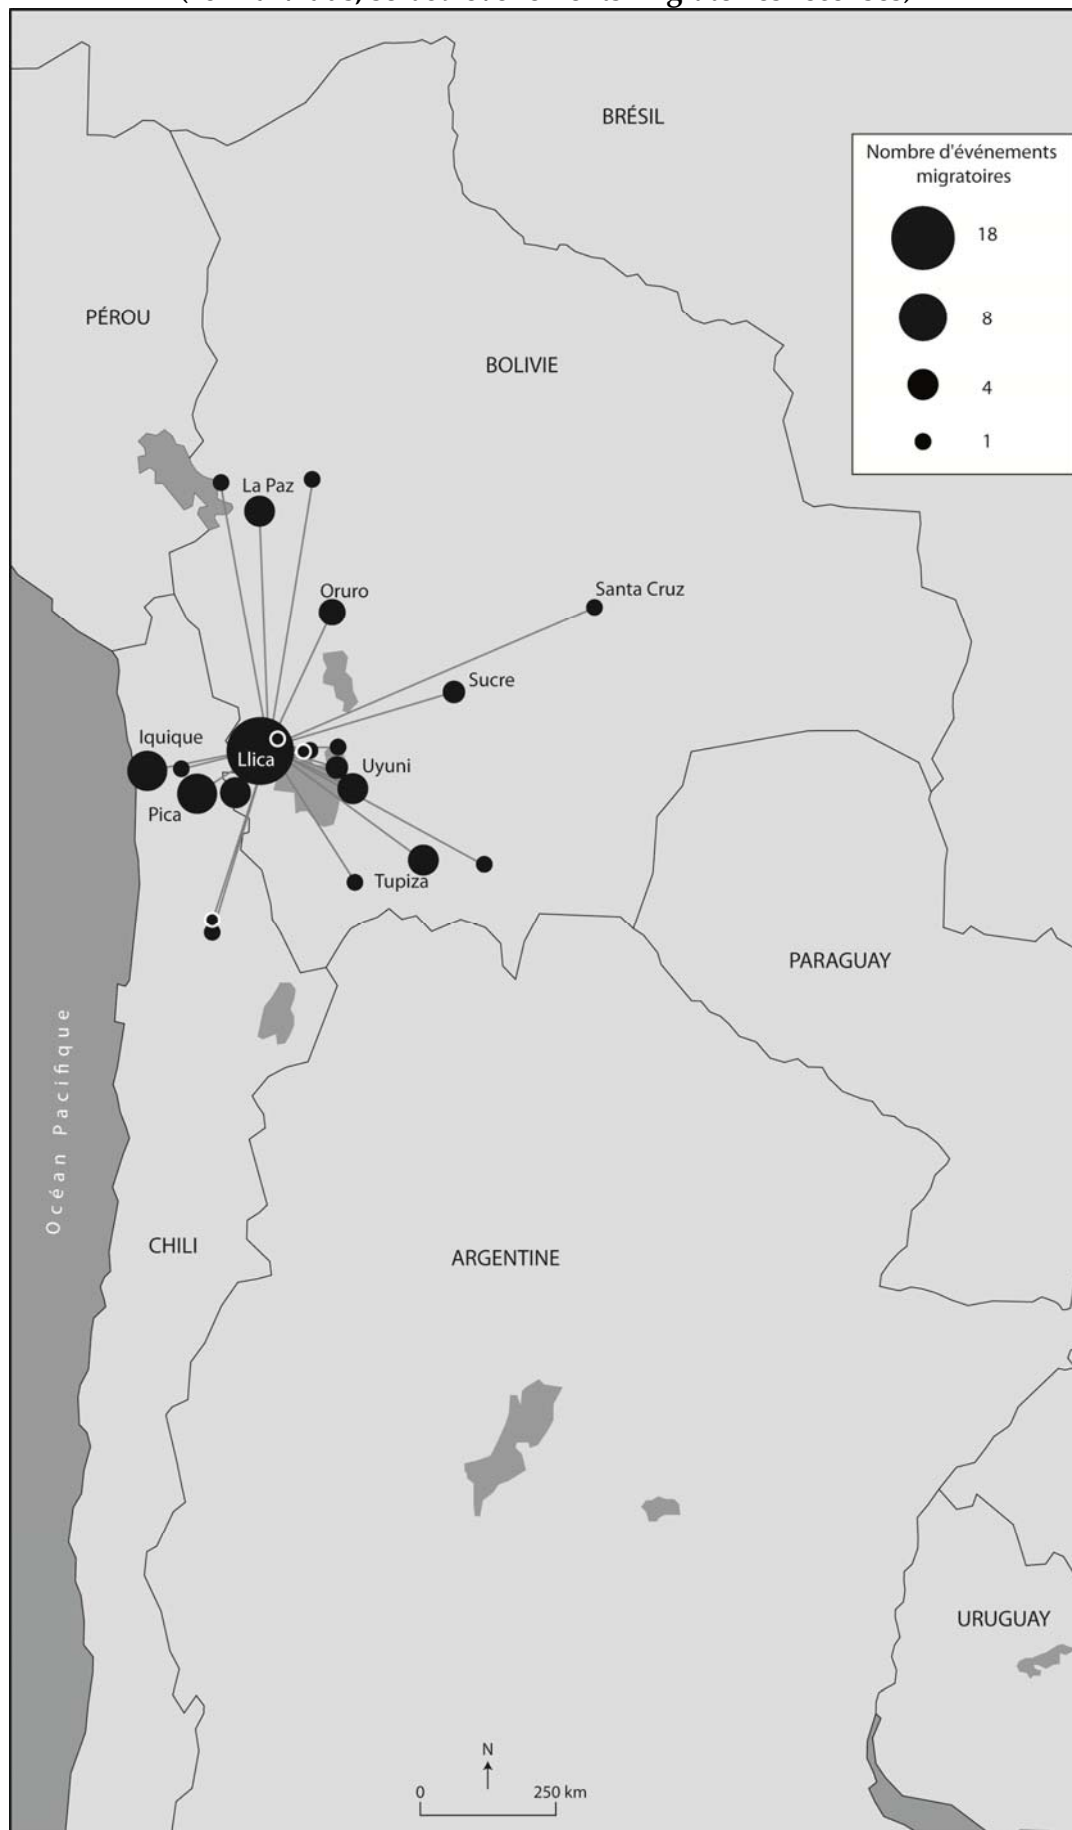 BRÉSIL
Nombre d'événements
migratoires
18
8
4
1
PÉROU
BOLIVIE
La Paz
Oruro
Santa Cruz
Sucre
Iquique
Llica
Uyuni
Pica
Tupiza
PARAGUAY
Océan Pacifique
CHILI
ARGENTINE
URUGUAY
N
0
250 km